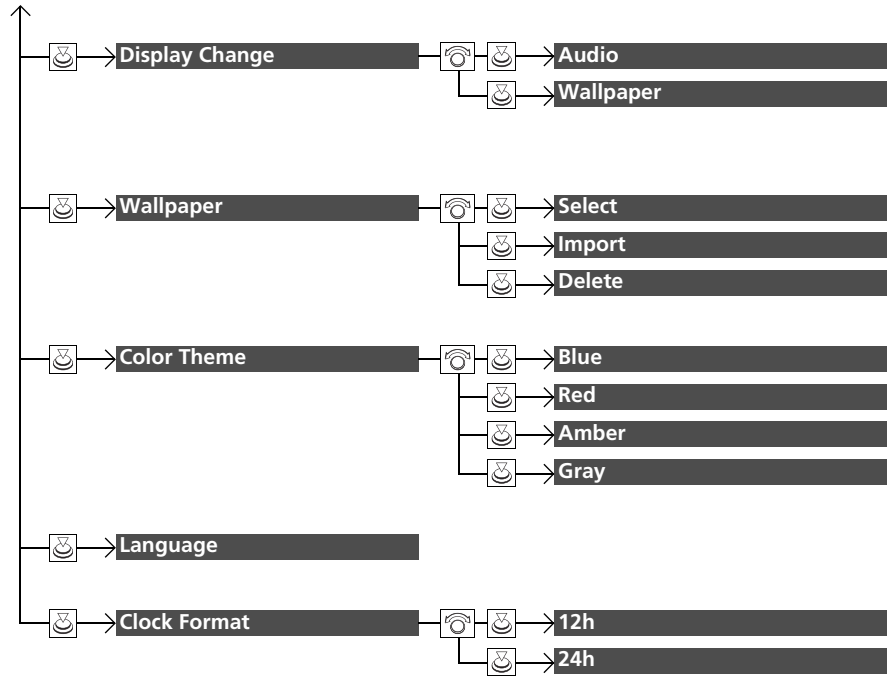 Display Change
Audio
Wallpaper
Wallpaper
Select
Import
Delete
Color Theme
Blue
Red
Amber
Gray
Language
Clock Format
12h
24h